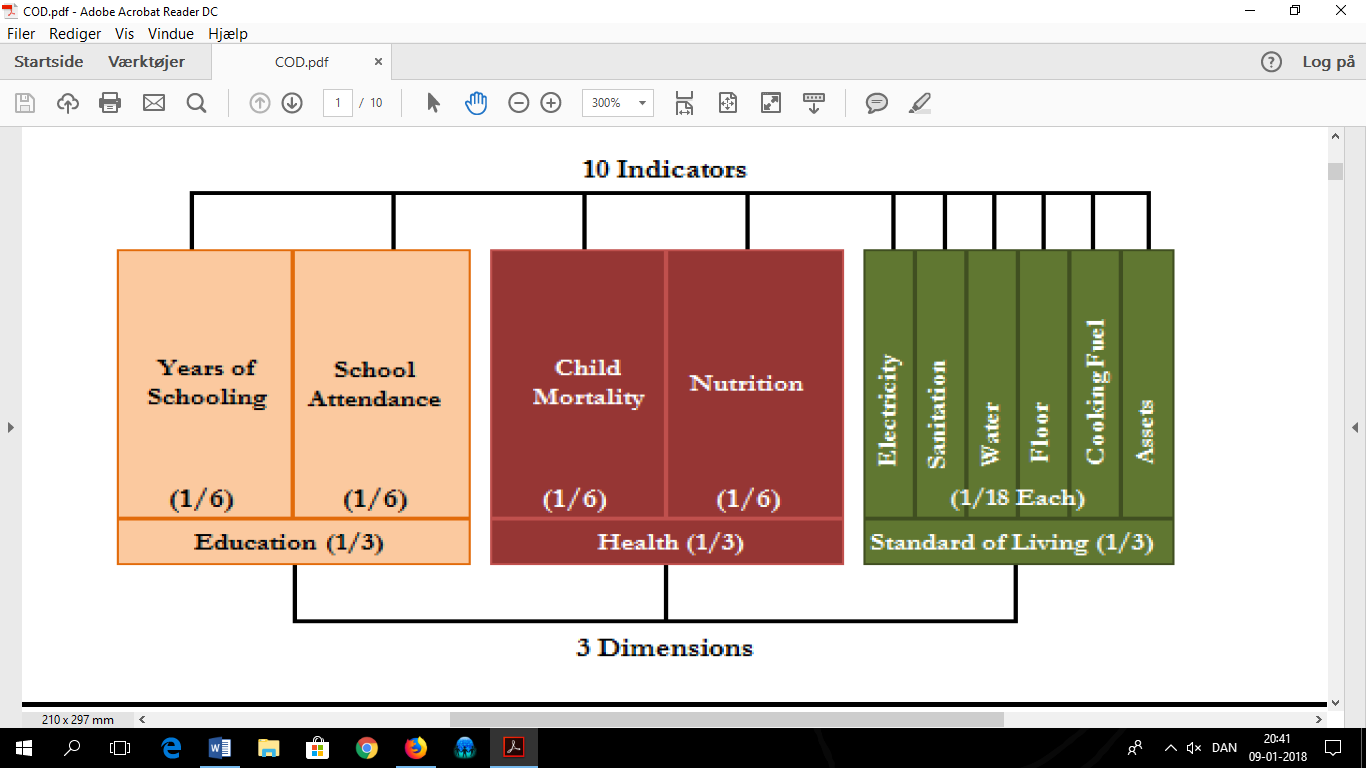 COD.pdf - Adobe Acrobat Reader DC
Filer Rediger Vis Vindue Hjælp
Startside Værktøjer COD.pdf × Log på
1 / 10 300%
10 Indicators
Years of
Schooling
(1/6)
School
Attendance
(1/6)
Education (1/3)
Child
Mortality
(1/6)
Nutrition
(1/6)
Health (1/3)
Electricity
Sanitation
Water
Floor
Cooking Fuel
Assets
(1/18 Each)
Standard of Living (1/3)
3 Dimensions
210 x 297 mm
DAN
20:41
09-01-2018